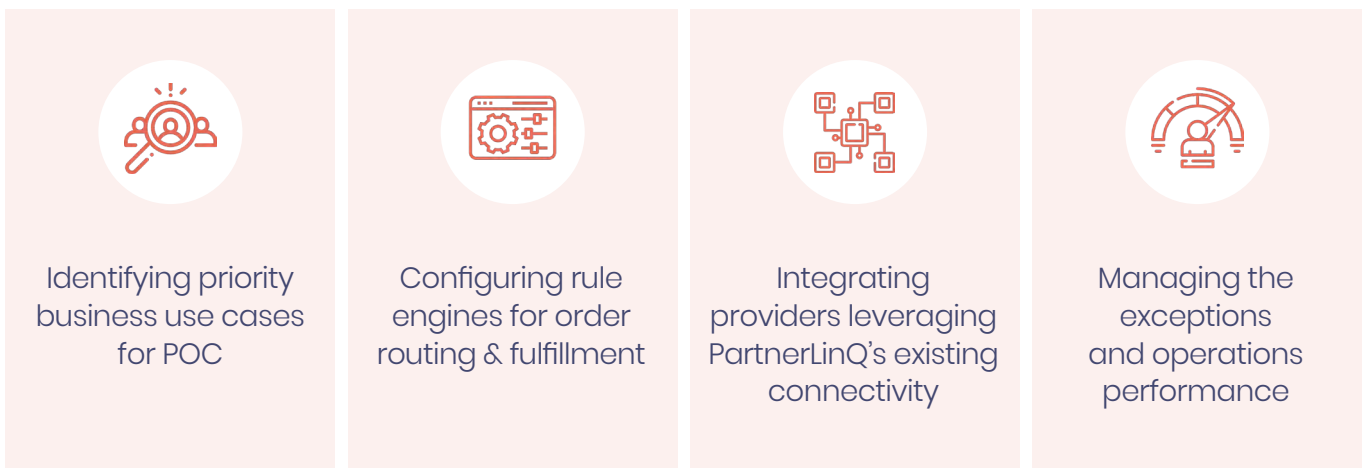 Identifying priority
business use cases
for POC
Configuring rule
engines for order
routing & fulfillment
Integrating
providers leveraging
PartnerLinQ’s existing
connectivity
Managing the
exceptions
and operations
performance